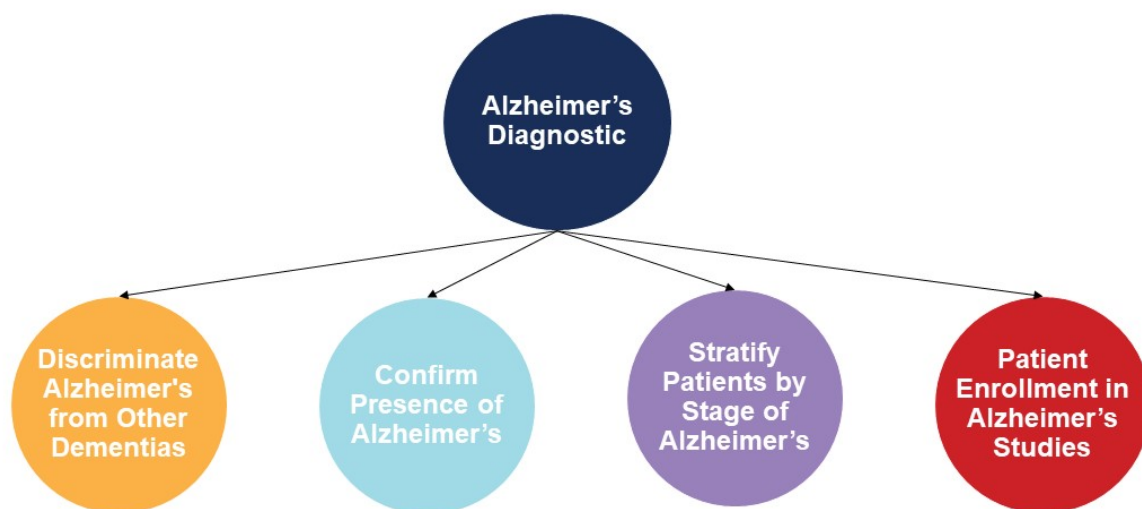 Alzheimer’s
Diagnostic
Discriminate
Alzheimer's
from Other
Dementias
Confirm
Presence of
Alzheimer’s
Stratify
Patients by
Stage of
Alzheimer’s
Patient
Enrollment in
Alzheimer’s
Studies